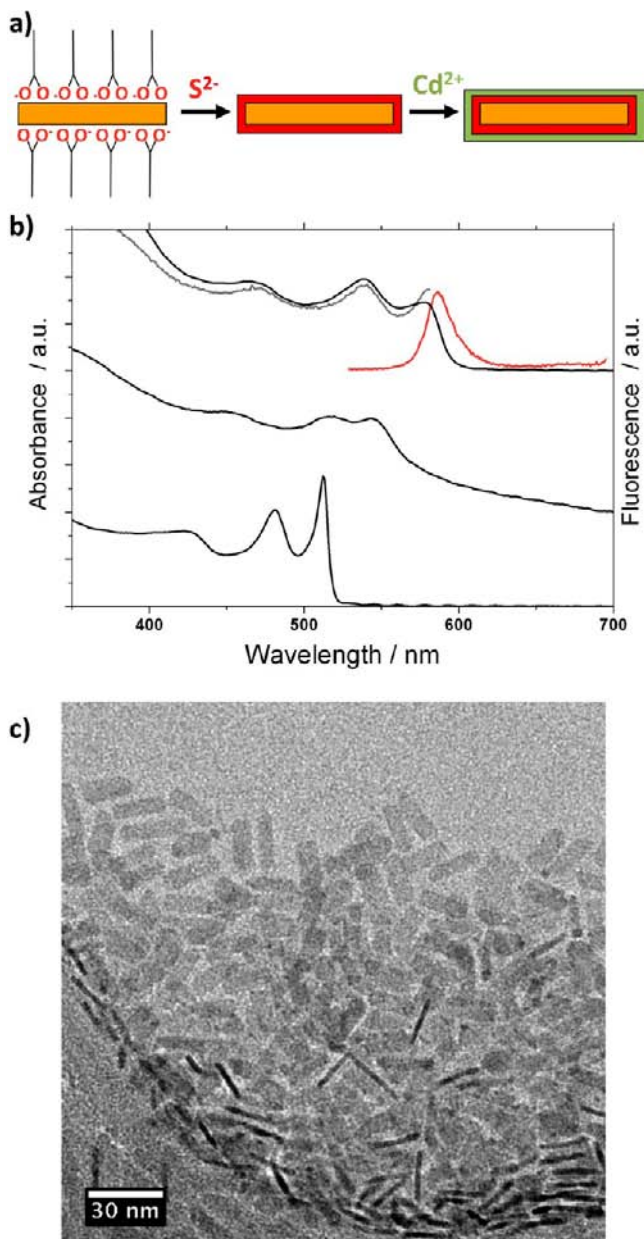 a)
-O O -O O -O O -O O
O O- O O- O O- O O-
S²⁻
Cd²⁺
b)
Absorbance / a.u.
Fluorescence / a.u.
400 500 600 700
Wavelength / nm
c)
30 nm